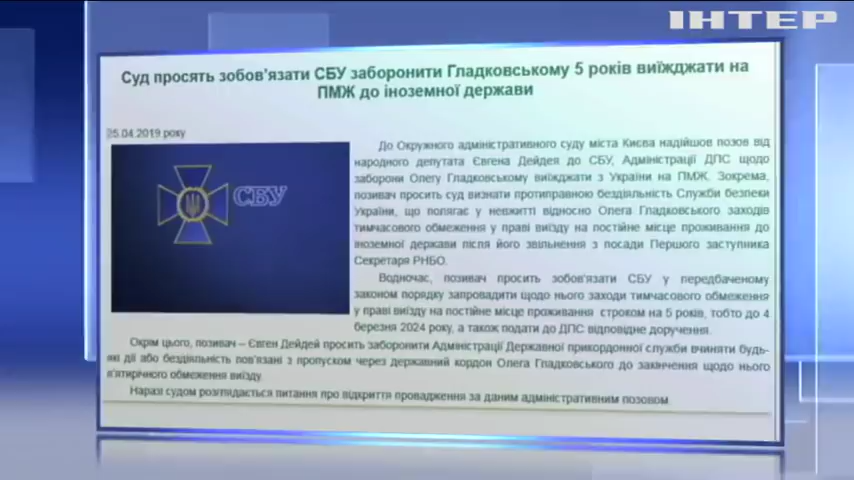 ІНТЕР
Суд просять зобов'язати СБУ заборонити Гладковському 5 років виїжджати на
ПМЖ до іноземної держави
25.04.2019 року
До Окружного адміністративного суду міста Києва надійшов позов від
народного депутата Євгена Дейдея до СБУ, Адміністрації ДПС щодо
заборони Олегу Гладковському виїжджати з України на ПМЖ. Зокрема,
позивач просить суд визнати протиправною бездіяльність Служби безпеки
України, що полягає у невжитті відносно Олега Гладковського заходів
тимчасового обмеження у праві виїзду на постійне місце проживання до
іноземної держави після його звільнення з посади Першого заступника
Секретаря РНБО.
СБУ
Водночас, позивач просить зобов'язати СБУ у передбаченому
законом порядку запровадити щодо нього заходи тимчасового обмеження
у праві виїзду на постійне місце проживання строком на 5 років, тобто до 4
березня 2024 року, а також подати до ДПС відповідне доручення.
Окрім цього, позивач – Євген Дейдей просить заборонити Адміністрації Державної прикордонної служби вчиняти будь-
які дії або бездіяльність пов'язані з пропуском через державний кордон Олега Гладковського до закінчення щодо нього
п'ятирічного обмеження виїзду.
Наразі судом розглядається питання про відкриття провадження за даним адміністративним позовом.